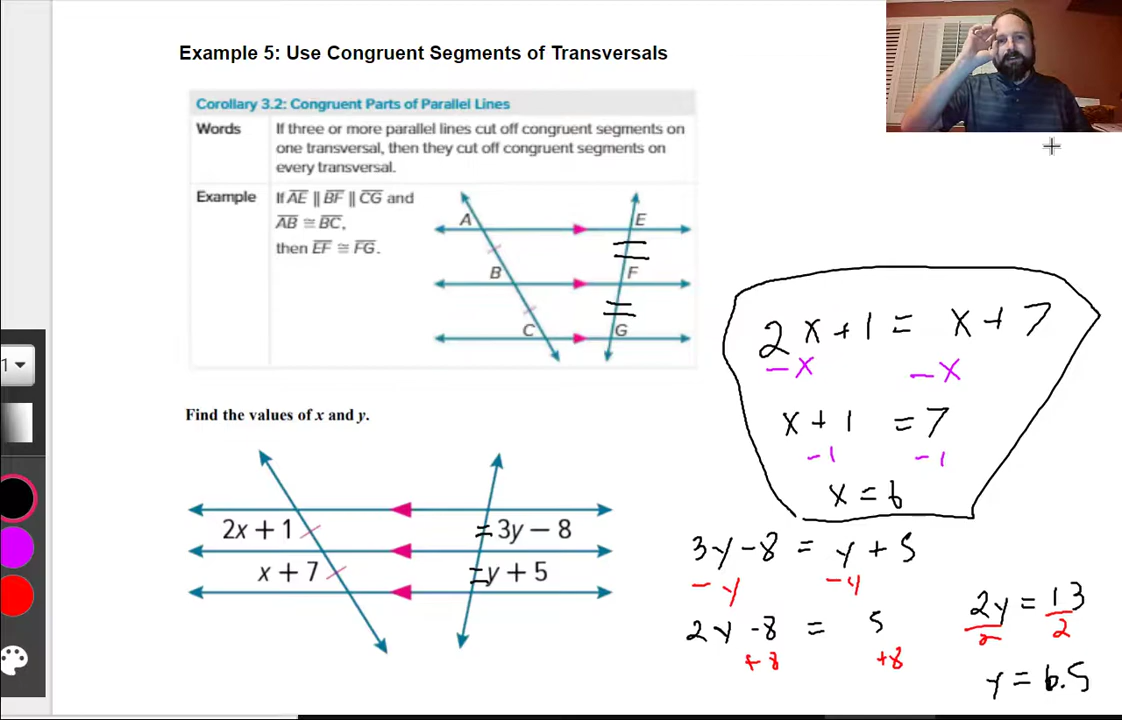 Example 5: Use Congruent Segments of Transversals
Corollary 3.2: Congruent Parts of Parallel Lines
Words
If three or more parallel lines cut off congruent segments on
one transversal, then they cut off congruent segments on
every transversal.
Example
If AE ∥ BF ∥ CG and
AB ≅ BC,
then EF ≅ FG.
A
E
B
F
C
G
2x+1 = x+7
-x -x
x+1 = 7
-1 -1
x = 6
1
Find the values of x and y.
2x + 1
= 3y − 8
x + 7
= y + 5
3y-8 = y+5
-y -y
2y -8 = 5
+8 +8
2y = 13
2 2
y = 6.5